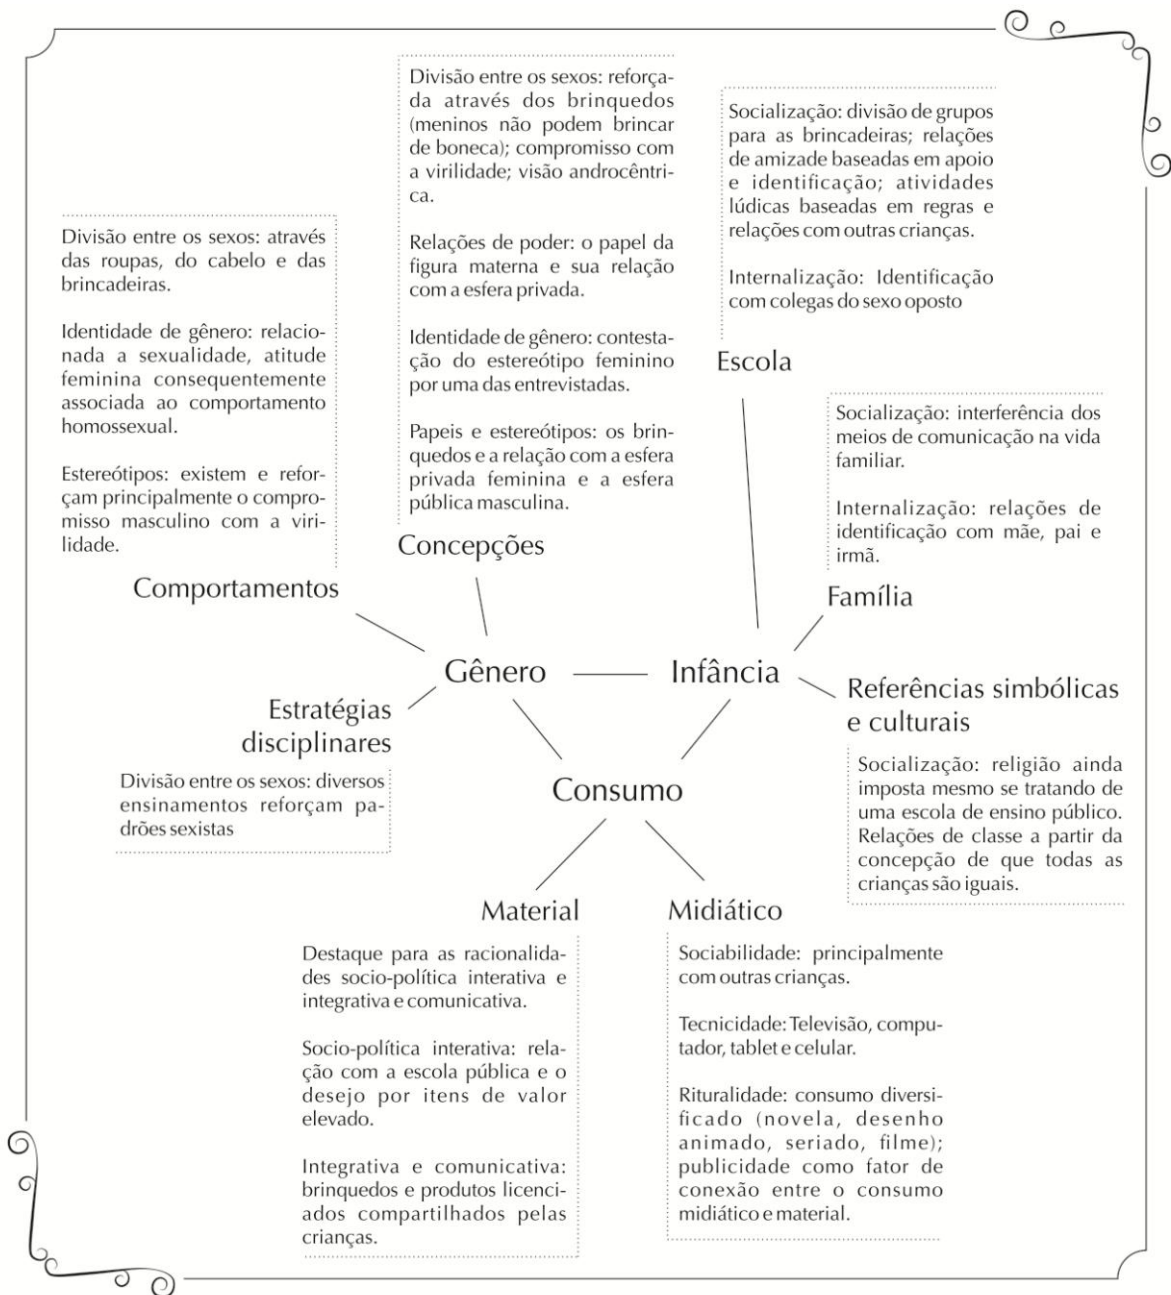 Divisão entre os sexos: através
das roupas, do cabelo e das
brincadeiras.
Identidade de gênero: relacio-
nada a sexualidade, atitude
feminina consequentemente
associada ao comportamento
homossexual.
Estereótipos: existem e refor-
çam principalmente o compro-
misso masculino com a viri-
lidade.
Comportamentos
Divisão entre os sexos: reforça-
da através dos brinquedos
(meninos não podem brincar
de boneca); compromisso com
a virilidade; visão androcêntri-
ca.
Relações de poder: o papel da
figura materna e sua relação
com a esfera privada.
Identidade de gênero: contesta-
ção do estereótipo feminino
por uma das entrevistadas.
Papeis e estereótipos: os brin-
quedos e a relação com a esfera
privada feminina e a esfera
pública masculina.
Concepções
Socialização: divisão de grupos
para as brincadeiras; relações
de amizade baseadas em apoio
e identificação; atividades
lúdicas baseadas em regras e
relações com outras crianças.
Internalização: Identificação
com colegas do sexo oposto
Escola
Socialização: interferência dos
meios de comunicação na vida
familiar.
Internalização: relações de
identificação com mãe, pai e
irmã.
Família
Gênero
Infância
Estratégias
disciplinares
Divisão entre os sexos: diversos
ensinamentos reforçam pa-
drões sexistas
Referências simbólicas
e culturais
Socialização: religião ainda
imposta mesmo se tratando de
uma escola de ensino público.
Relações de classe a partir da
concepção de que todas as
crianças são iguais.
Consumo
Material
Destaque para as racionalida-
des socio-política interativa e
integrativa e comunicativa.
Socio-política interativa: rela-
ção com a escola pública e o
desejo por itens de valor
elevado.
Integrativa e comunicativa:
brinquedos e produtos licenci-
ados compartilhados pelas
crianças.
Midiático
Sociabilidade: principalmente
com outras crianças.
Tecnicidade: Televisão, compu-
tador, tablet e celular.
Rituralidade: consumo diversi-
ficado (novela, desenho
animado, seriado, filme);
publicidade como fator de
conexão entre o consumo
midiático e material.